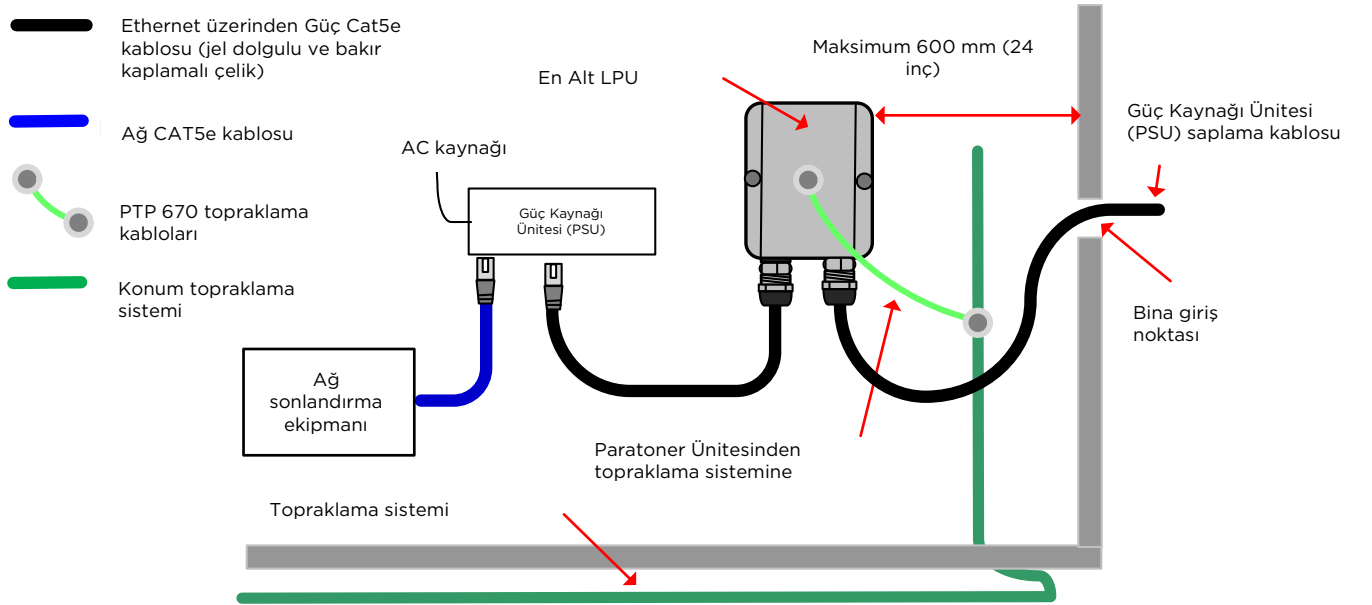 Ethernet üzerinden Güç Cat5e
kablosu (jel dolgulu ve bakır
kaplamalı çelik)
Ağ CAT5e kablosu
PTP 670 topraklama
kabloları
Konum topraklama
sistemi
En Alt LPU
Maksimum 600 mm (24
inç)
Güç Kaynağı Ünitesi
(PSU) saplama kablosu
AC kaynağı
Güç Kaynağı
Ünitesi (PSU)
Bina giriş
noktası
Ağ
sonlandırma
ekipmanı
Paratoner Ünitesinden
topraklama sistemine
Topraklama sistemi